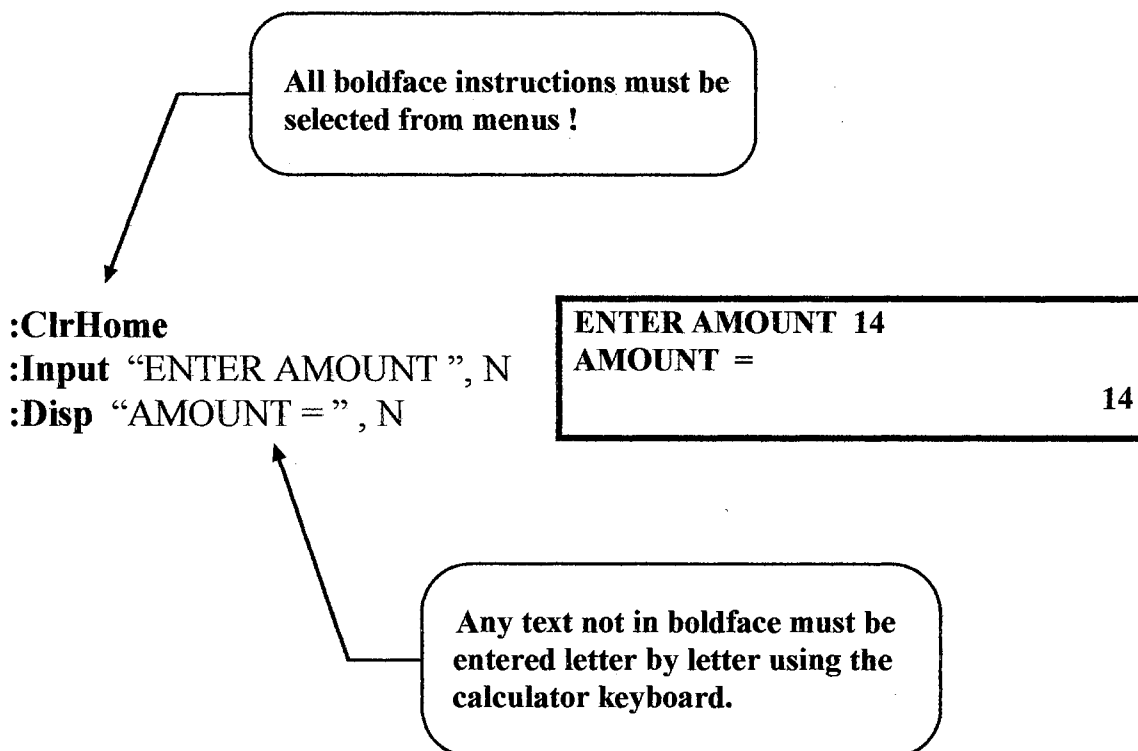 All boldface instructions must be
selected from menus !
:ClrHome
:Input “ENTER AMOUNT ”, N
:Disp “AMOUNT = ” , N
ENTER AMOUNT 14
AMOUNT =
14
Any text not in boldface must be
entered letter by letter using the
calculator keyboard.